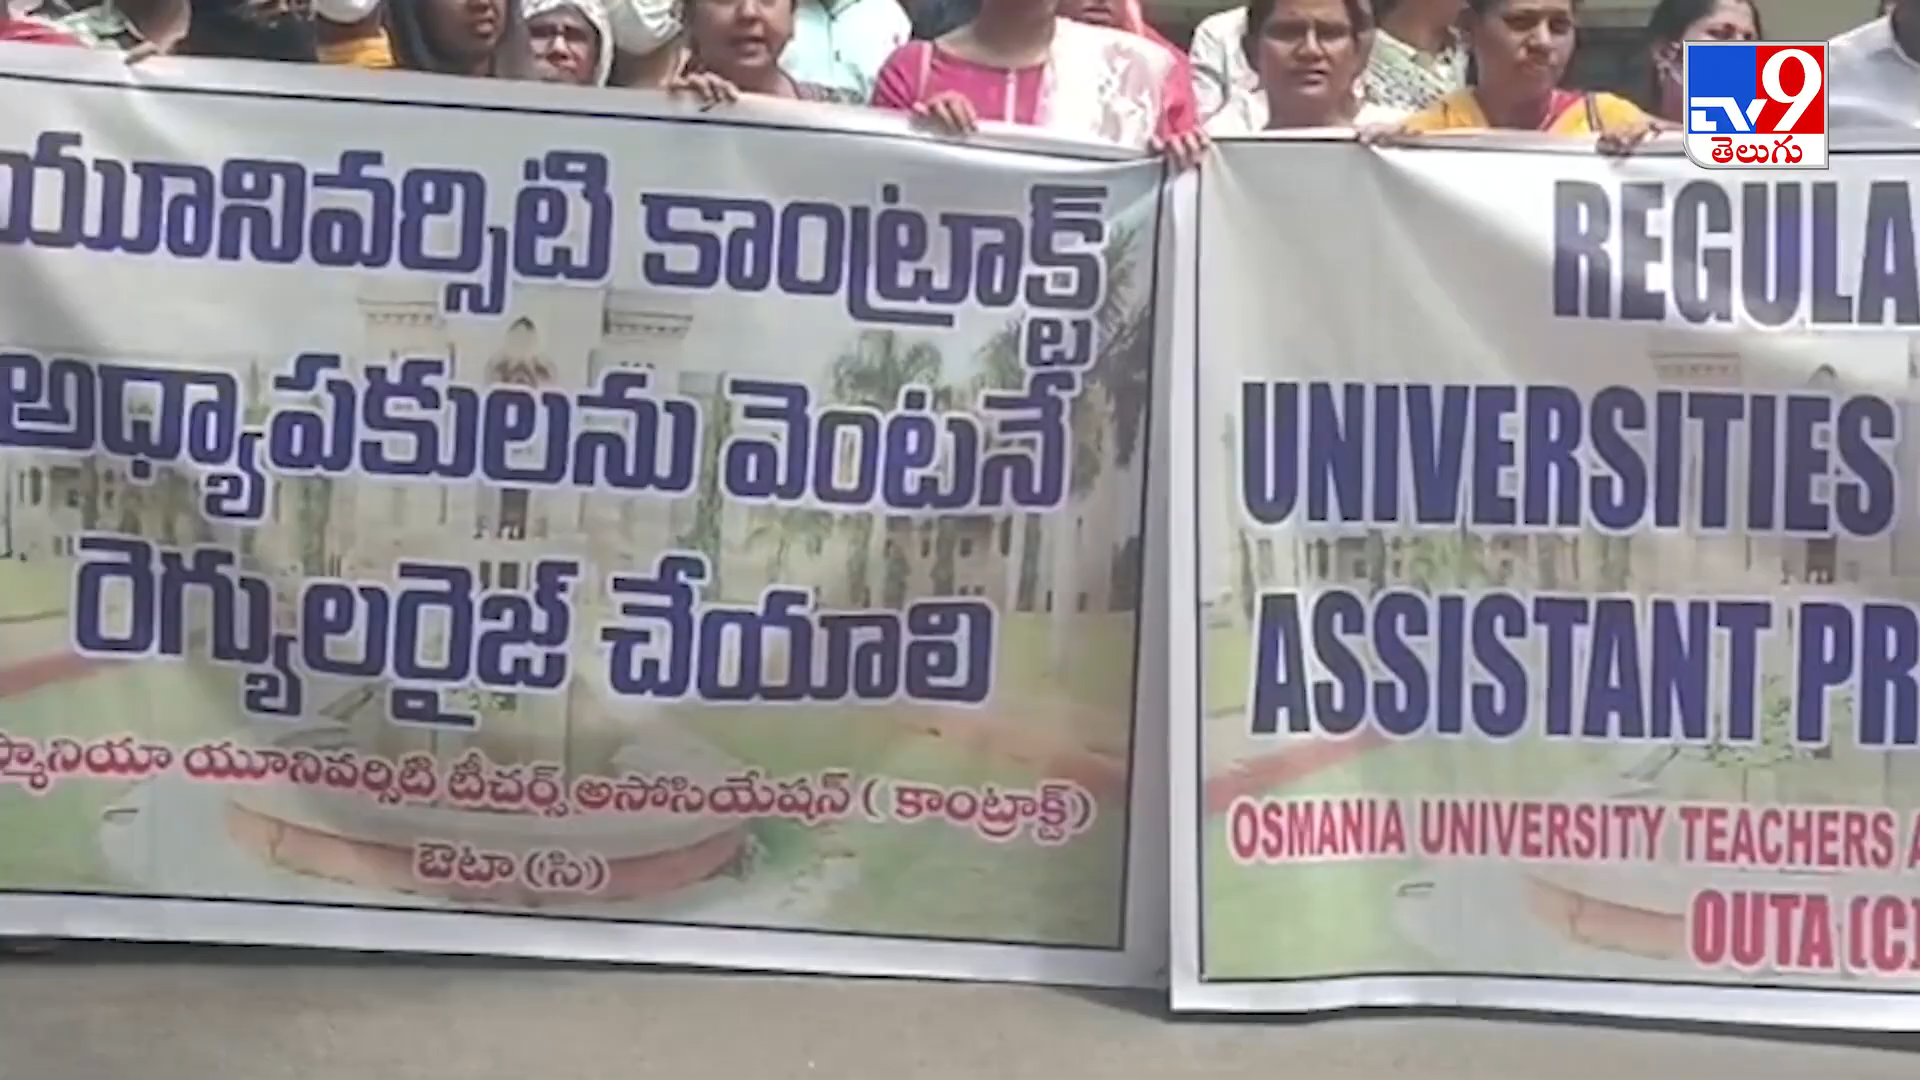 యూనివర్సిటి కాంట్రాక్ట్
అధ్యాపకులను వెంటనే
రెగ్యులరైజ్ చేయాలి
స్మానియా యూనివర్సిటి టీచర్స్ అసోసియేషన్ ( కాంట్రాక్ట్)
ఔటా (సి)
REGULA
UNIVERSITIES
ASSISTANT PR
OSMANIA UNIVERSITY TEACHERS A
OUTA (C)
TV9
తెలుగు